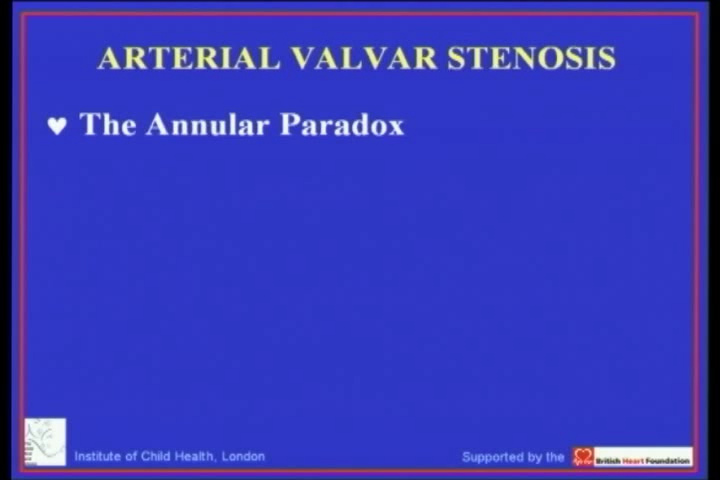 ARTERIAL VALVAR STENOSIS
♥ The Annular Paradox
Institute of Child Health, London
Supported by the
British Heart Foundation